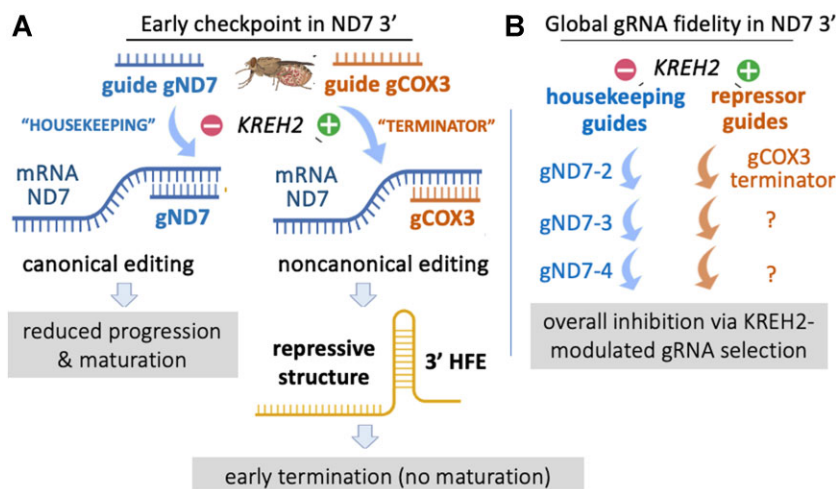 A
Early checkpoint in ND7 3'
guide gND7
guide gCOX3
"HOUSEKEEPING"
KREH2
"TERMINATOR"
mRNA
ND7
gND7
mRNA
ND7
gCOX3
canonical editing
noncanonical editing
reduced progression
& maturation
repressive
structure
3' HFE
early termination (no maturation)
B
Global gRNA fidelity in ND7 3'
KREH2
housekeeping
guides
repressor
guides
gND7-2
gCOX3
terminator
gND7-3
?
gND7-4
?
overall inhibition via KREH2-
modulated gRNA selection